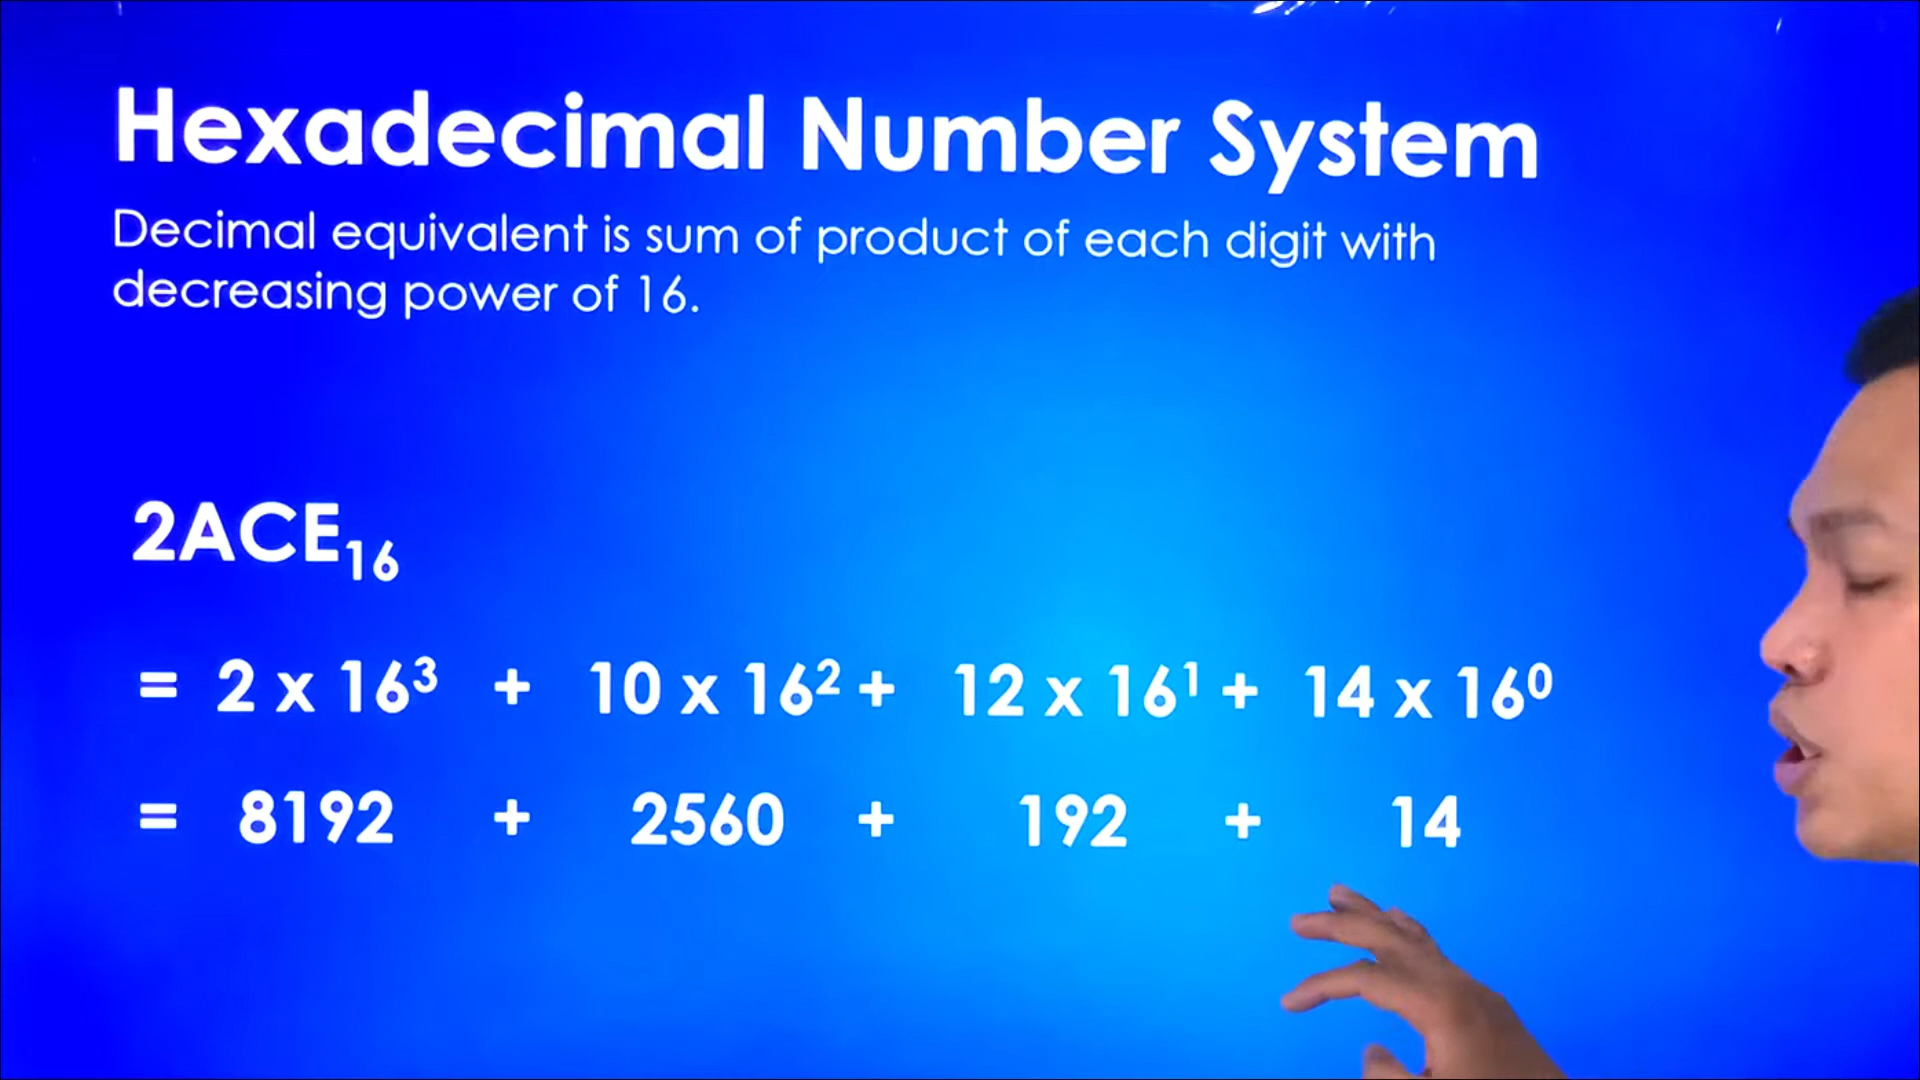 Hexadecimal Number System
Decimal equivalent is sum of product of each digit with
decreasing power of 16.
2ACE₁₆
= 2 x 16³ + 10 x 16² + 12 x 16¹ + 14 x 16⁰
= 8192 + 2560 + 192 + 14